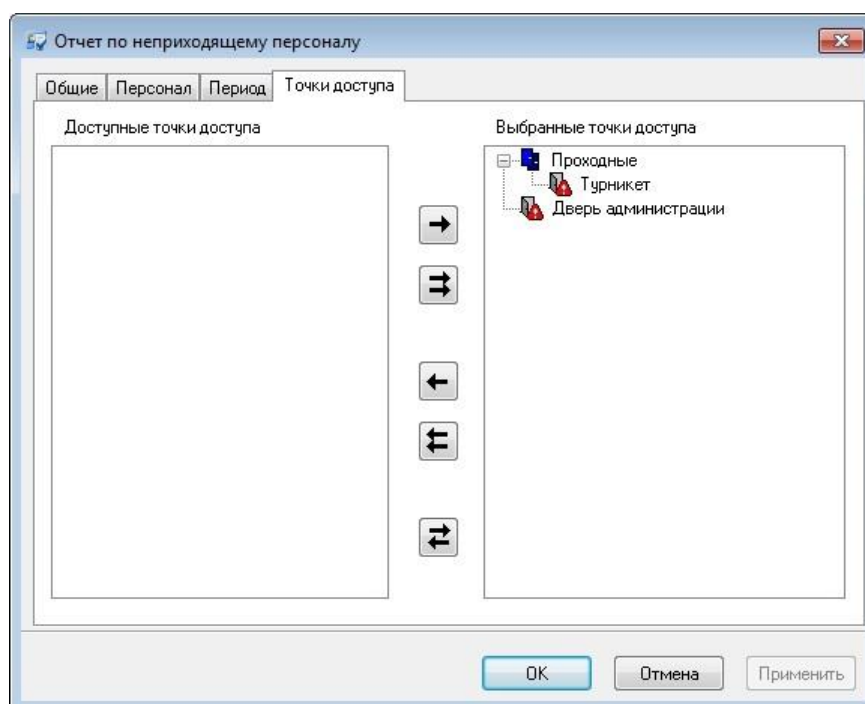 Отчет по неприходящему персоналу
Общие Персонал Период Точки доступа
Доступные точки доступа Выбранные точки доступа
Проходные
Турникет
Дверь администрации
OK Отмена Применить